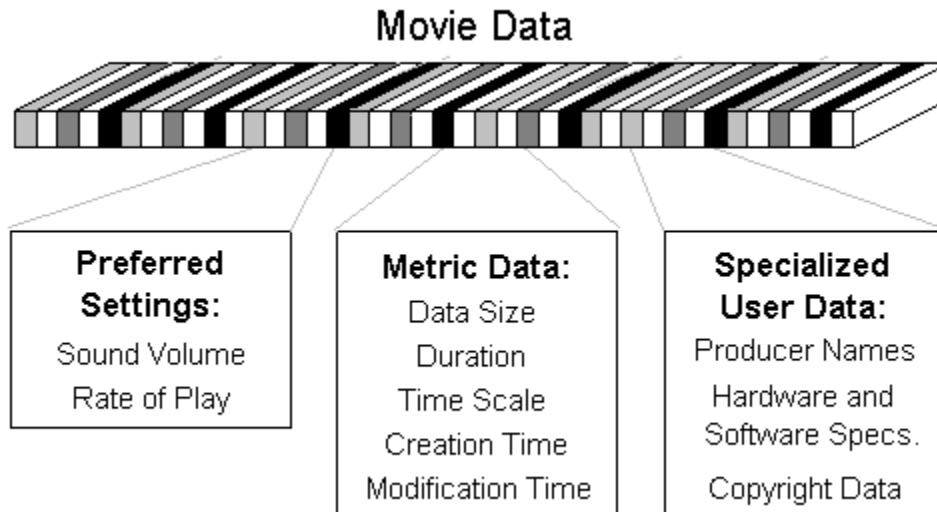 Movie Data
Preferred
Settings:
Sound Volume
Rate of Play
Metric Data:
Data Size
Duration
Time Scale
Creation Time
Modification Time
Specialized
User Data:
Producer Names
Hardware and
Software Specs.
Copyright Data